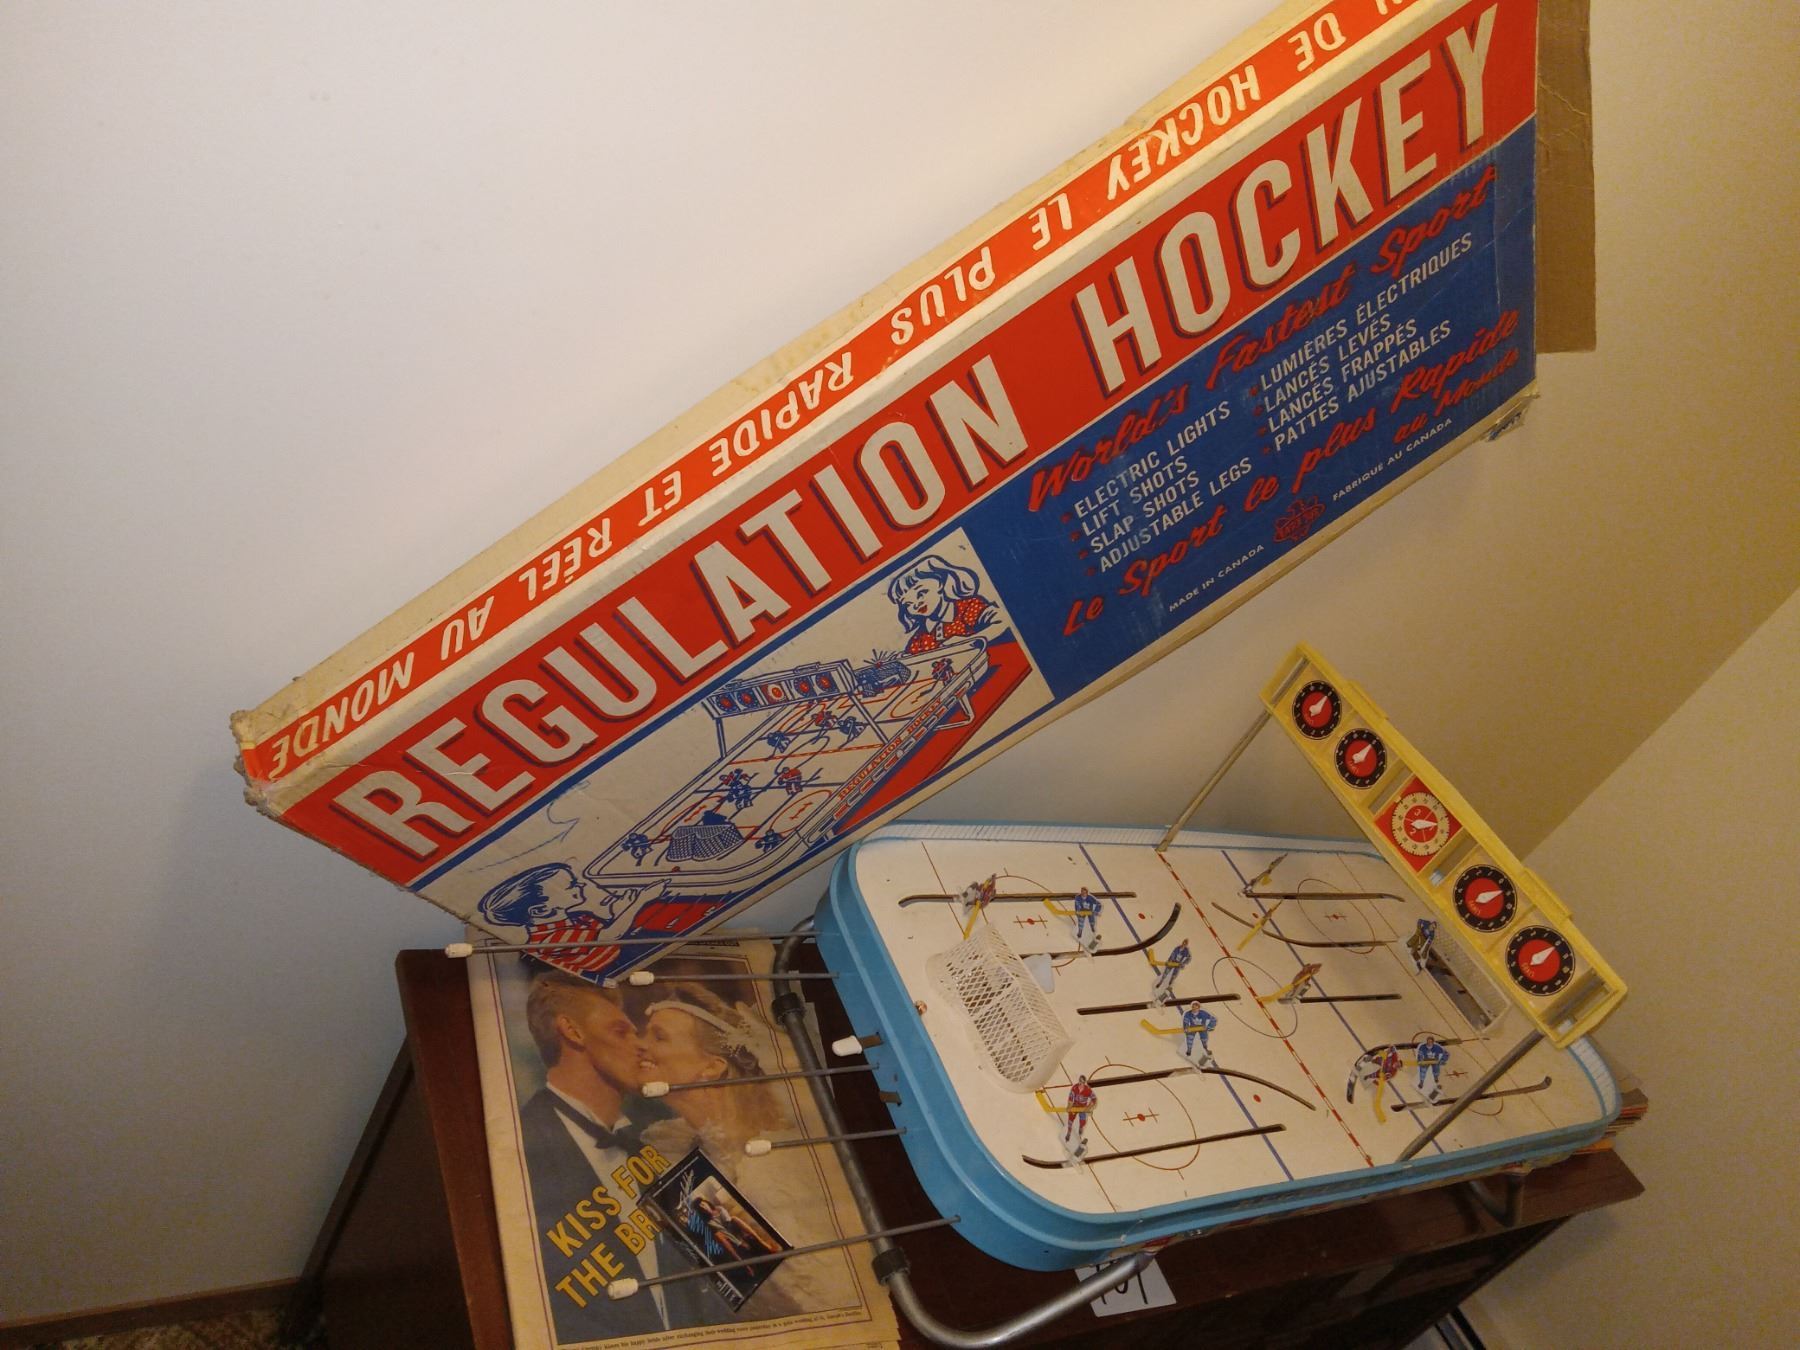 DE HOCKEY LE PLUS RAPIDE ET RÉEL AU MONDE
REGULATION HOCKEY
World's Fastest Sport
ELECTRIC LIGHTS
LIFT SHOTS
SLAP SHOTS
ADJUSTABLE LEGS
LUMIÈRES ÉLECTRIQUES
LANCÉS LEVÉS
LANCÉS FRAPPÉS
PATTES AJUSTABLES
Le Sport le plus Rapide
au Monde
MADE IN CANADA
FABRIQUÉ AU CANADA
KISS FOR
THE